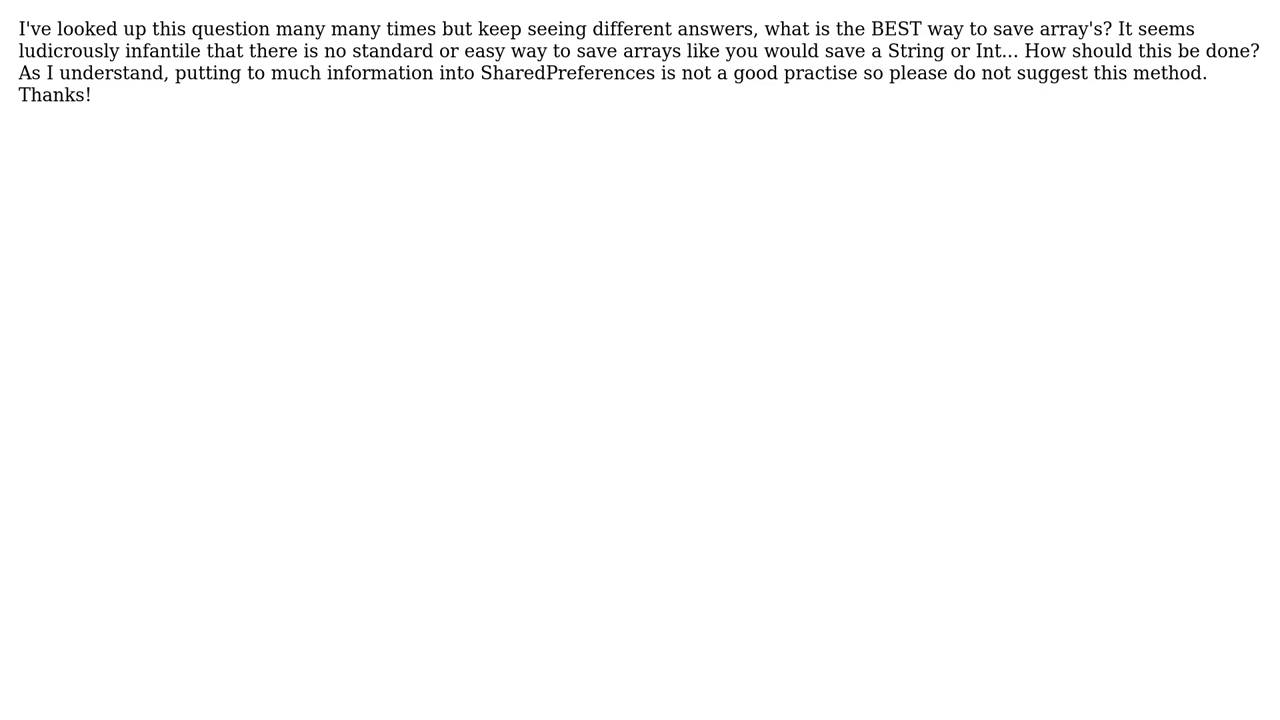 I've looked up this question many many times but keep seeing different answers, what is the BEST way to save array's? It seems
ludicrously infantile that there is no standard or easy way to save arrays like you would save a String or Int... How should this be done?
As I understand, putting to much information into SharedPreferences is not a good practise so please do not suggest this method.
Thanks!